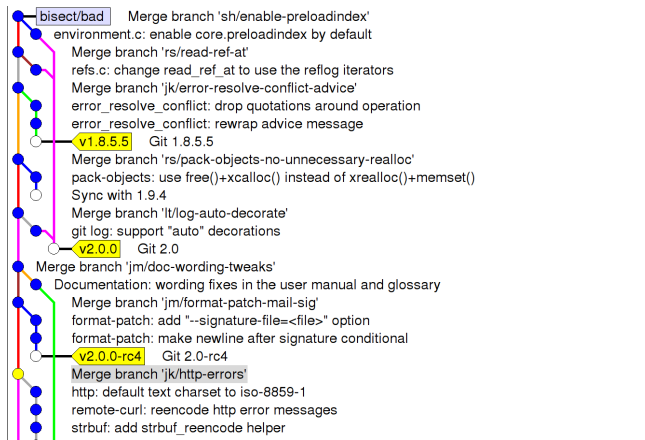 bisect/bad Merge branch 'sh/enable-preloadindex'
environment.c: enable core.preloadindex by default
Merge branch 'rs/read-ref-at'
refs.c: change read_ref_at to use the reflog iterators
Merge branch 'jk/error-resolve-conflict-advice'
error_resolve_conflict: drop quotations around operation
error_resolve_conflict: rewrap advice message
v1.8.5.5 Git 1.8.5.5
Merge branch 'rs/pack-objects-no-unnecessary-realloc'
pack-objects: use free()+xcalloc() instead of xrealloc()+memset()
Sync with 1.9.4
Merge branch 'lt/log-auto-decorate'
git log: support "auto" decorations
v2.0.0 Git 2.0
Merge branch 'jm/doc-wording-tweaks'
Documentation: wording fixes in the user manual and glossary
Merge branch 'jm/format-patch-mail-sig'
format-patch: add "--signature-file=<file>" option
format-patch: make newline after signature conditional
v2.0.0-rc4 Git 2.0-rc4
Merge branch 'jk/http-errors'
http: default text charset to iso-8859-1
remote-curl: reencode http error messages
strbuf: add strbuf_reencode helper